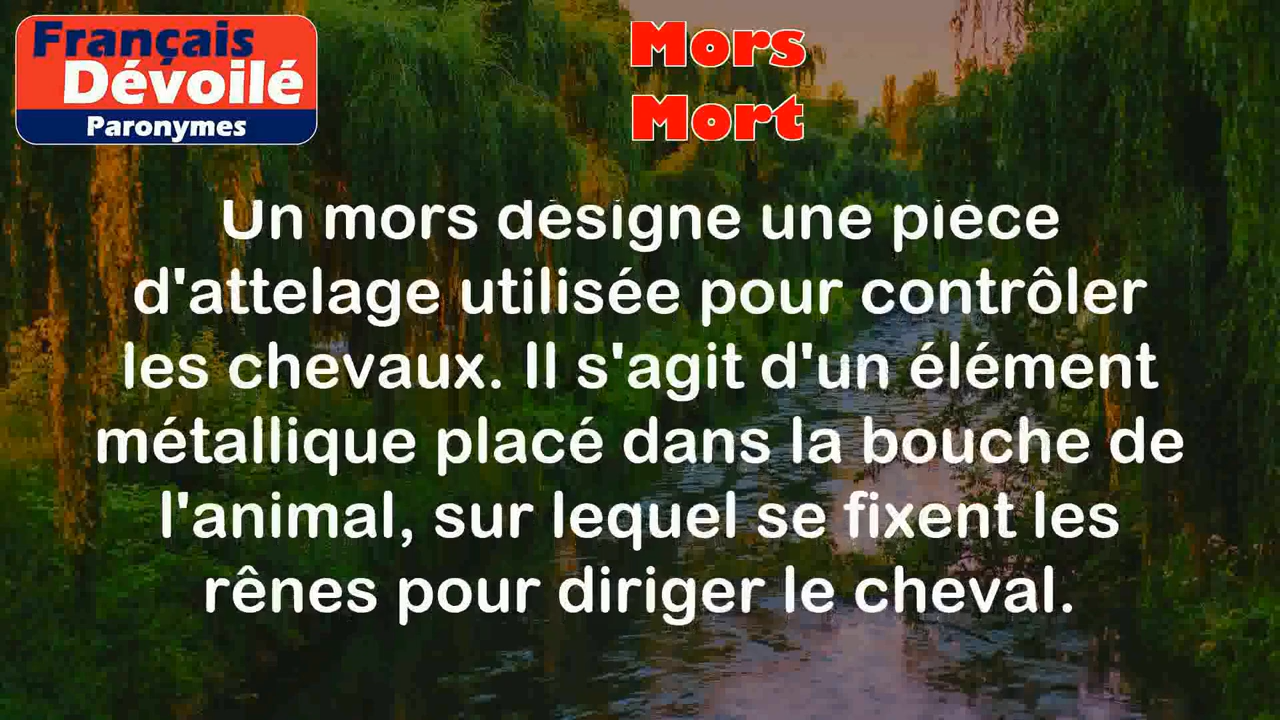 Français
Dévoilé
Paronymes
Mors
Mort
Un mors désigne une pièce
d'attelage utilisée pour contrôler
les chevaux. Il s'agit d'un élément
métallique placé dans la bouche de
l'animal, sur lequel se fixent les
rênes pour diriger le cheval.